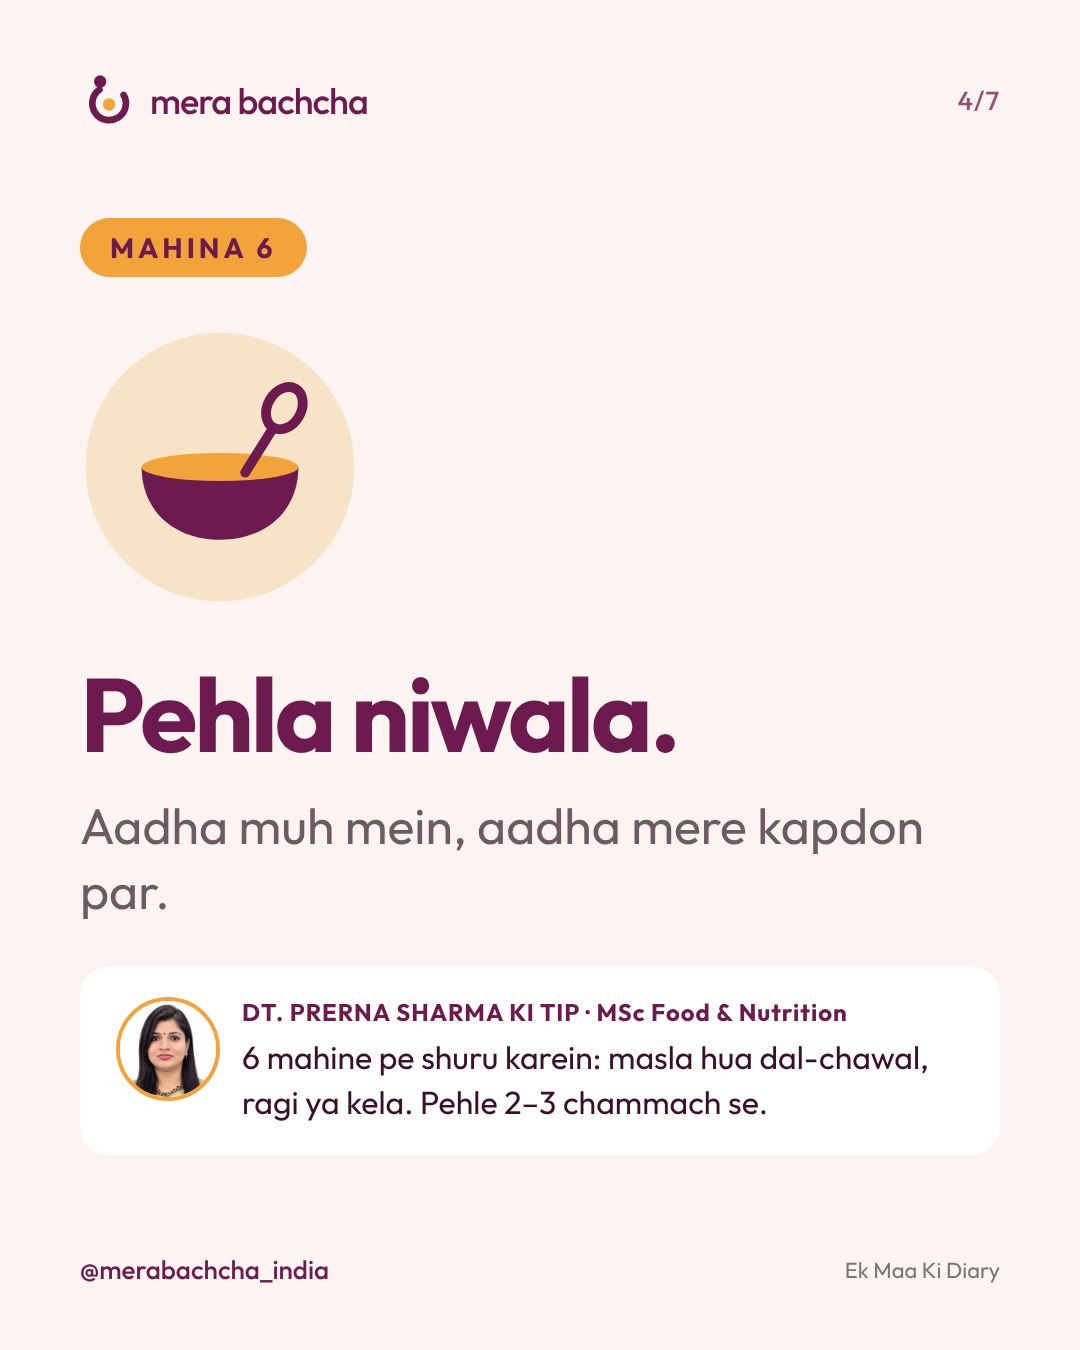 mera bachcha
4/7
MAHINA 6
Pehla niwala.
Aadha muh mein, aadha mere kapdon
par.
DT. PRERNA SHARMA KI TIP · MSc Food & Nutrition
6 mahine pe shuru karein: masla hua dal-chawal,
ragi ya kela. Pehle 2–3 chammach se.
@merabachcha_india
Ek Maa Ki Diary